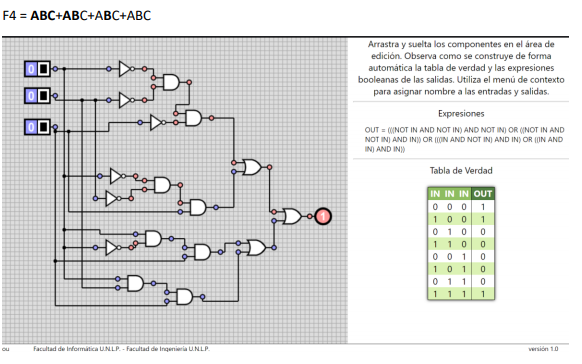 F4 = ABC+ABC+ABC+ABC
Arrastra y suelta los componentes en el área de
edición. Observa como se construye de forma
automática la tabla de verdad y las expresiones
booleanas de las salidas. Utiliza el menú de contexto
para asignar nombre a las entradas y salidas.
Expresiones
OUT = (((NOT IN AND NOT IN) AND NOT IN) OR ((NOT IN AND
NOT IN) AND IN)) OR (((IN AND NOT IN) AND IN) OR ((IN AND
IN) AND IN))
Tabla de Verdad
IN IN IN OUT
0 0 0 1
1 0 0 1
0 1 0 0
1 1 0 0
0 0 1 0
1 0 1 0
0 1 1 0
1 1 1 1
0
0
0
1
ou Facultad de Informática U.N.L.P. - Facultad de Ingeniería U.N.L.P. versión 1.0